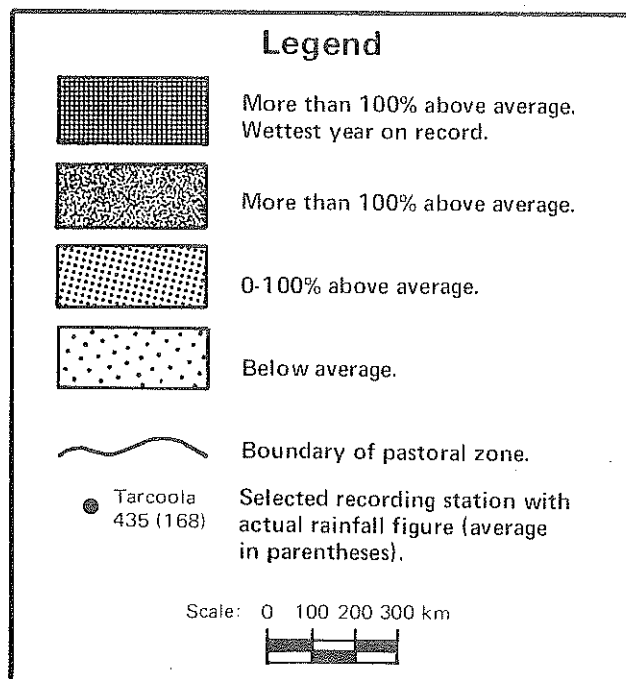 Legend
More than 100% above average.
Wettest year on record.
More than 100% above average.
0-100% above average.
Below average.
Boundary of pastoral zone.
Tarcoola
435 (168)
Selected recording station with
actual rainfall figure (average
in parentheses).
Scale: 0 100 200 300 km